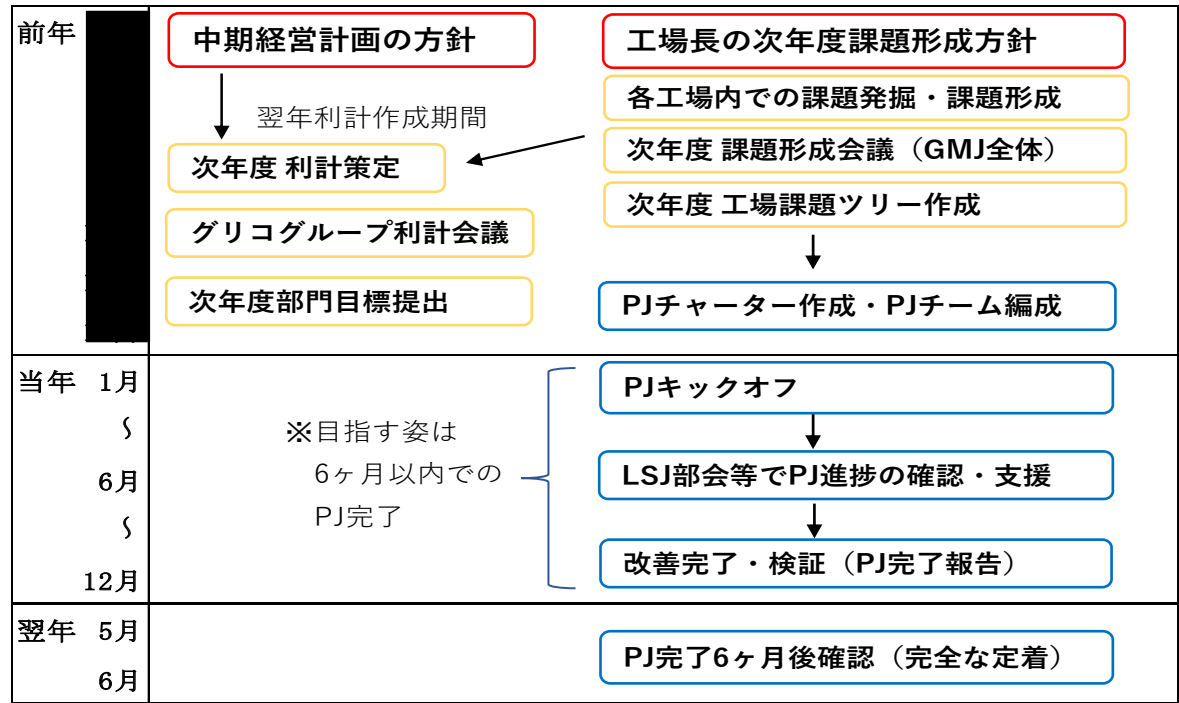 前年
中期経営計画の方針
翌年利計作成期間
次年度 利計策定
グリコグループ利計会議
次年度部門目標提出
工場長の次年度課題形成方針
各工場内での課題発掘・課題形成
次年度 課題形成会議（GMJ全体）
次年度 工場課題ツリー作成
PJチャーター作成・PJチーム編成
当年 1月
～
6月
～
12月
※目指す姿は
6ヶ月以内での
PJ完了
PJキックオフ
LSJ部会等でPJ進捗の確認・支援
改善完了・検証（PJ完了報告）
翌年 5月
6月
PJ完了6ヶ月後確認（完全な定着）